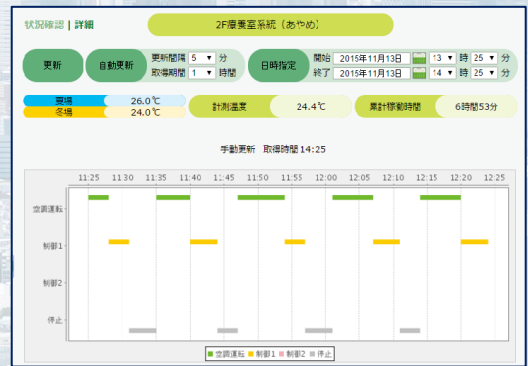 状況確認 | 詳細 2F療養室系統（あやめ）
更新 自動更新 更新間隔 5 分 取得期間 1 時間 日時指定 開始 2015年11月13日 13 時 25 分 終了 2015年11月13日 14 時 25 分
夏場 26.0℃ 冬場 24.0℃ 計測温度 24.4℃ 累計稼働時間 6時間53分
手動更新 取得時間 14:25
11:25 11:30 11:35 11:40 11:45 11:50 11:55 12:00 12:05 12:10 12:15 12:20 12:25
空調運転
制御1
制御2
停止
空調運転 制御1 制御2 停止